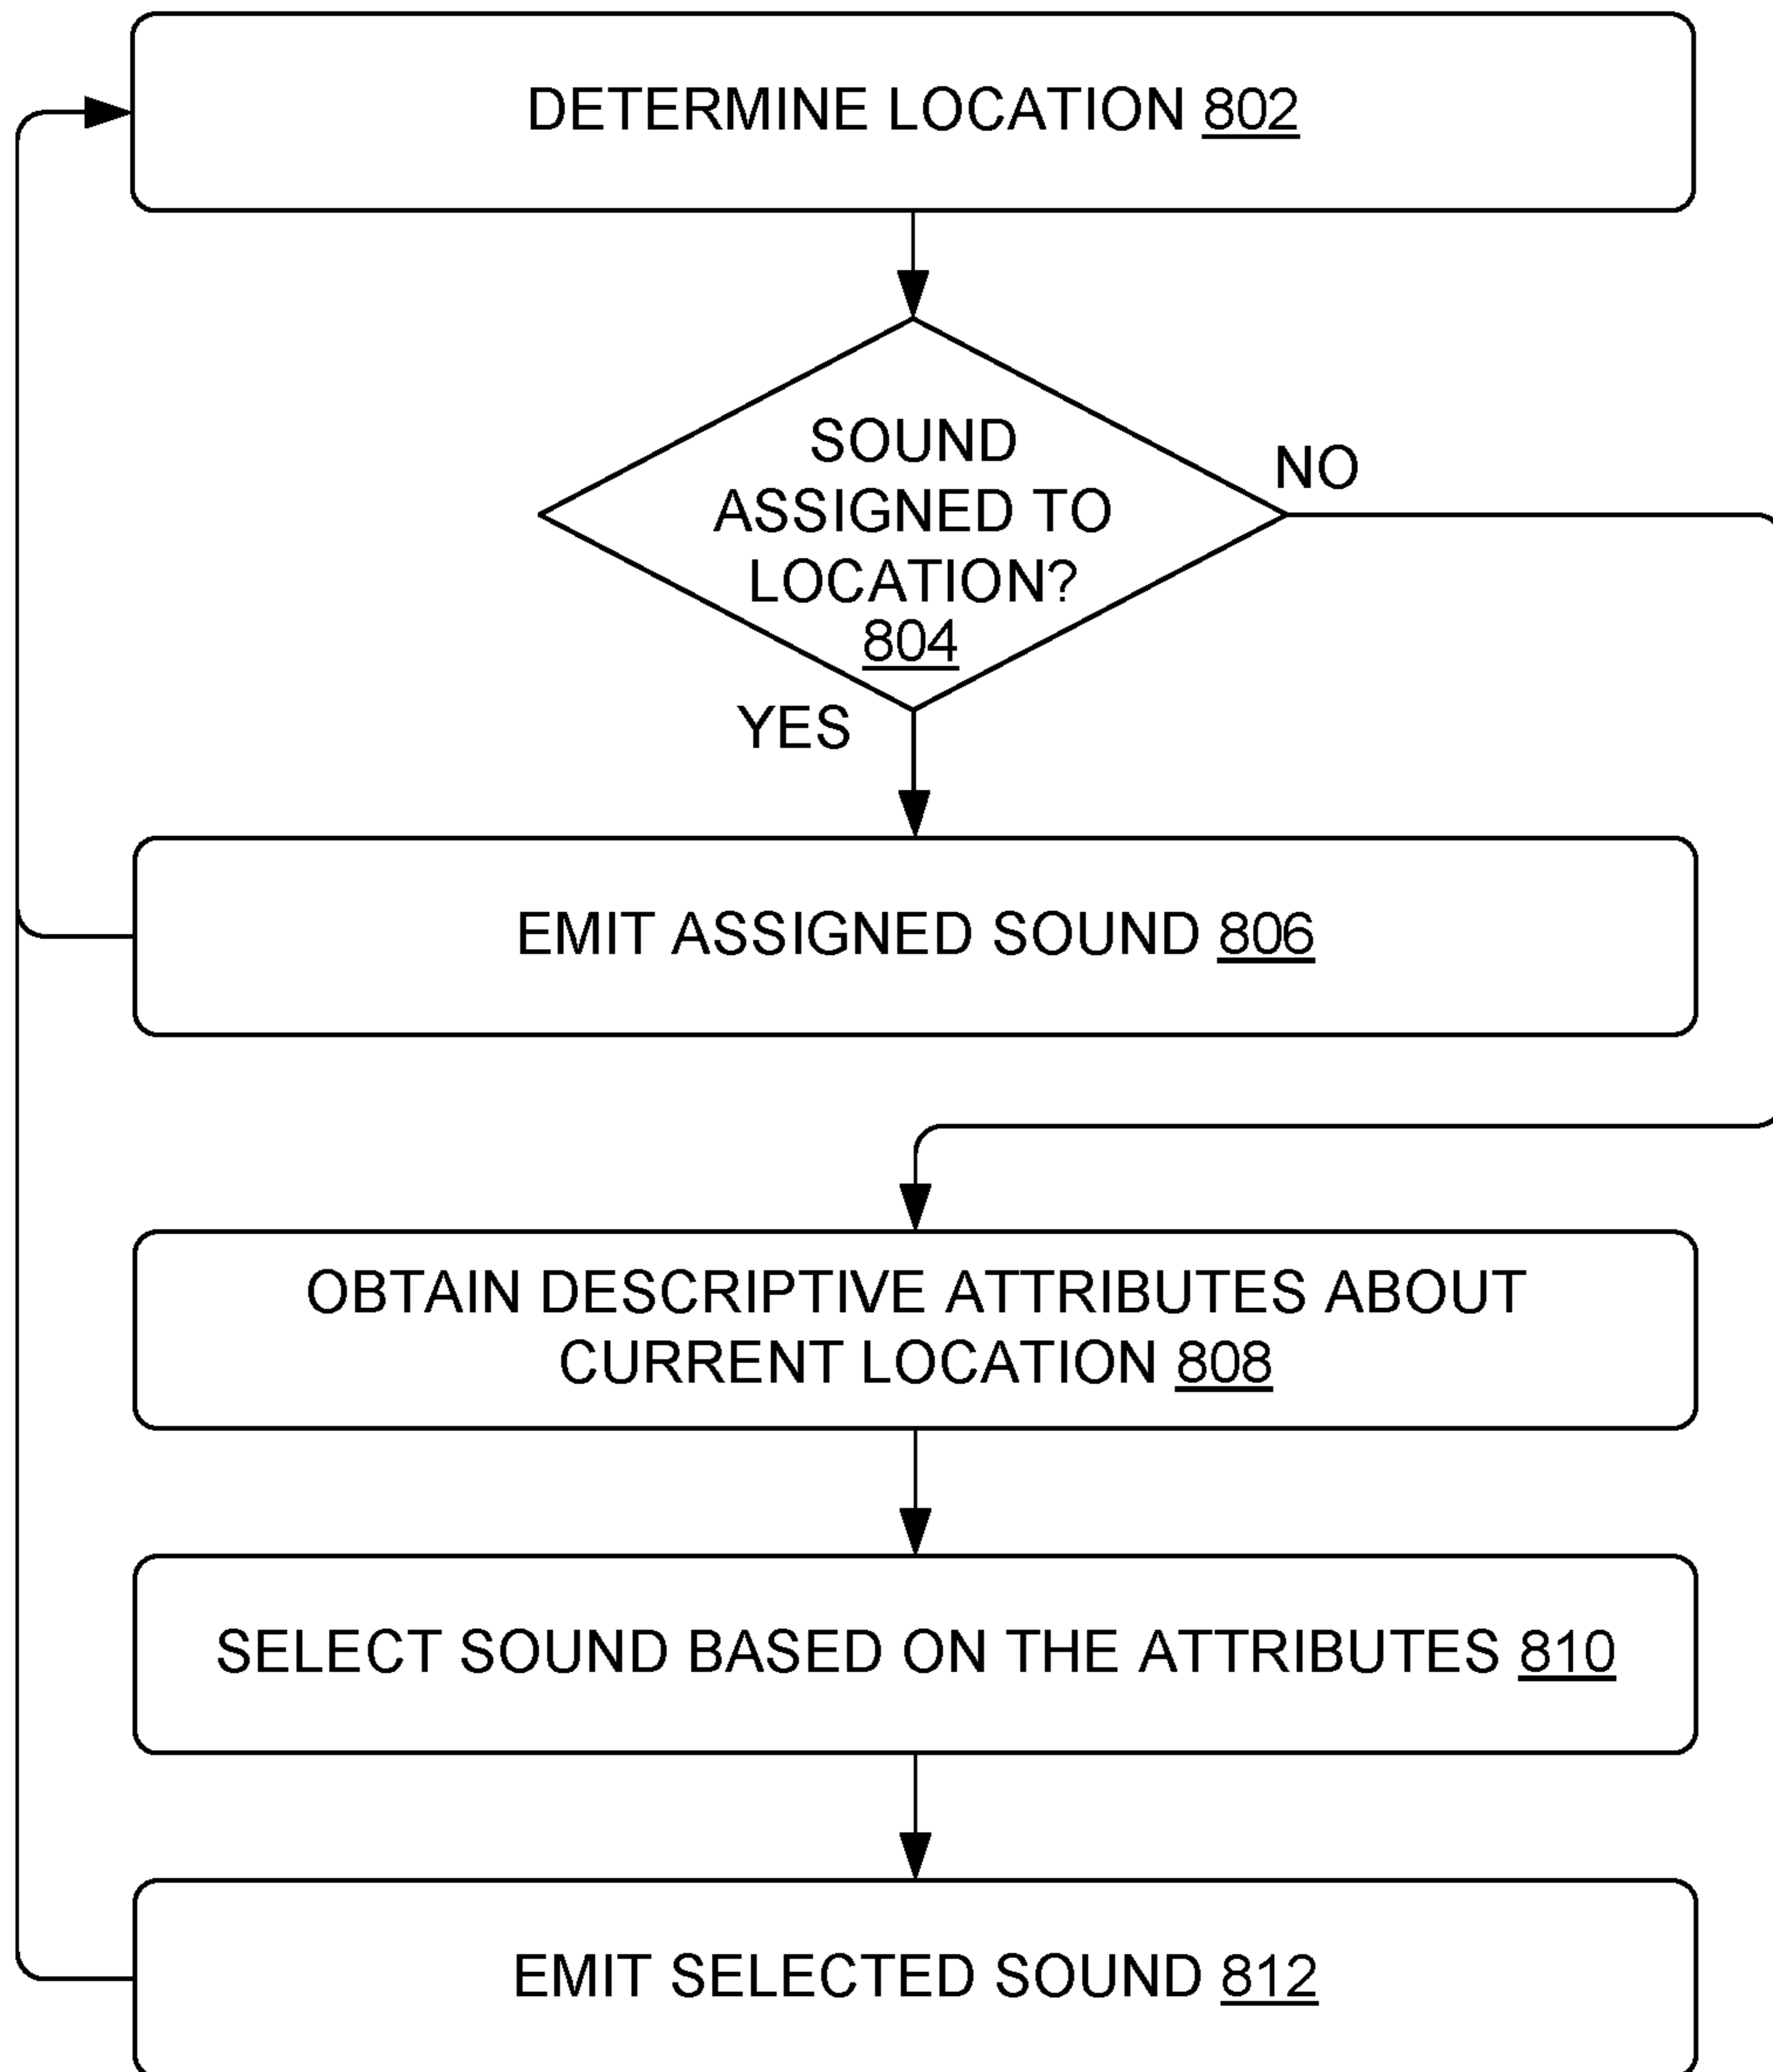 DETERMINE LOCATION 802
SOUND
ASSIGNED TO
LOCATION?
804
NO
YES
EMIT ASSIGNED SOUND 806
OBTAIN DESCRIPTIVE ATTRIBUTES ABOUT
CURRENT LOCATION 808
SELECT SOUND BASED ON THE ATTRIBUTES 810
EMIT SELECTED SOUND 812